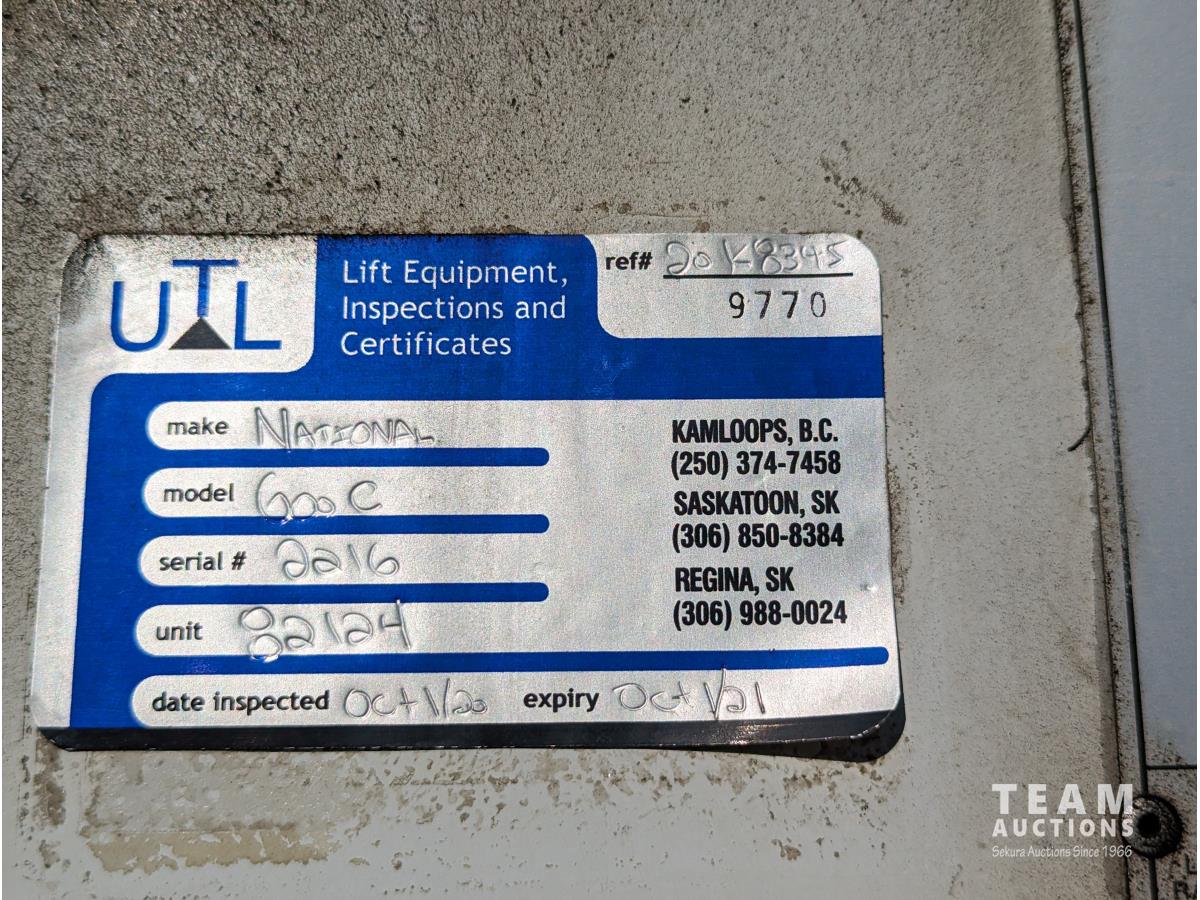 UTL
Lift Equipment,
Inspections and
Certificates
ref# 20K8345
9770
make NATIONAL
model 600C
serial # 2216
unit 82124
date inspected Oct 1/20 expiry Oct 1/21
KAMLOOPS, B.C.
(250) 374-7458
SASKATOON, SK
(306) 850-8384
REGINA, SK
(306) 988-0024
TEAM
AUCTIONS
Sekura Auctions Since 1966